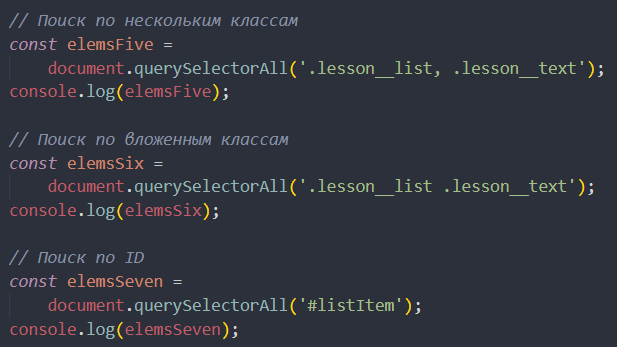 // Поиск по нескольким классам
const elemsFive =
document.querySelectorAll('.lesson__list, .lesson__text');
console.log(elemsFive);
// Поиск по вложенным классам
const elemsSix =
document.querySelectorAll('.lesson__list .lesson__text');
console.log(elemsSix);
// Поиск по ID
const elemsSeven =
document.querySelectorAll('#listItem');
console.log(elemsSeven);